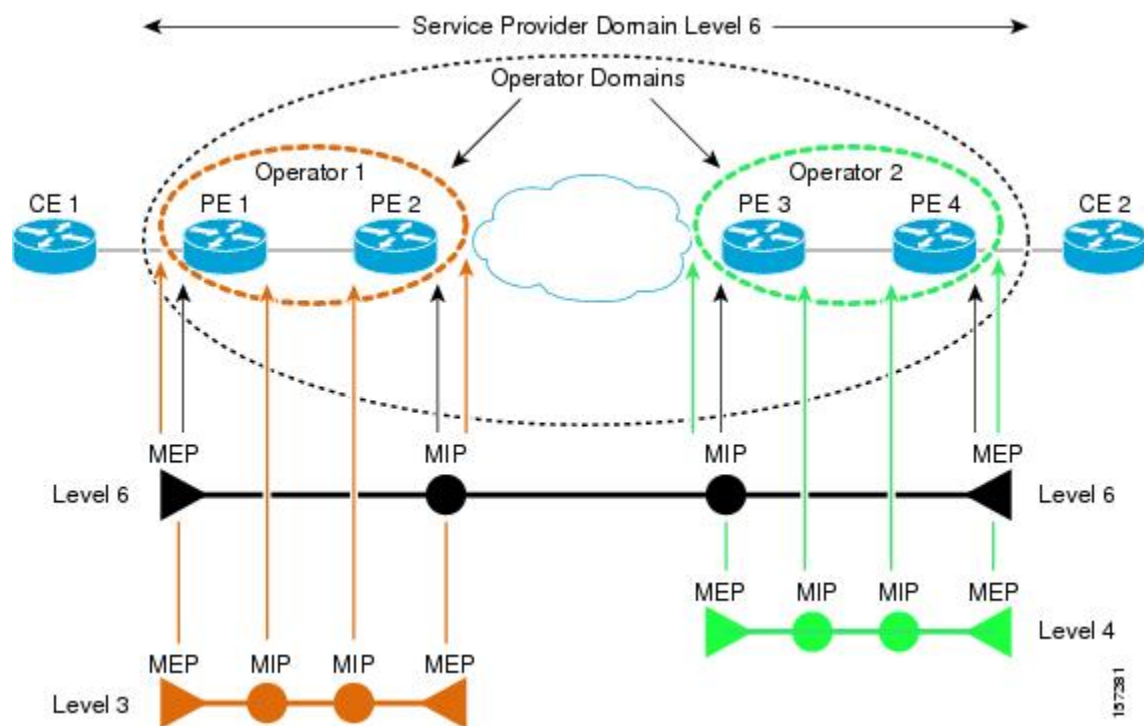 Service Provider Domain Level 6
Operator Domains
Operator 1
Operator 2
CE 1
PE 1
PE 2
PE 3
PE 4
CE 2
MEP
MIP
MIP
MEP
Level 6
Level 6
MEP
MIP
MIP
MEP
Level 4
MEP
MIP
MIP
MEP
Level 3
157281